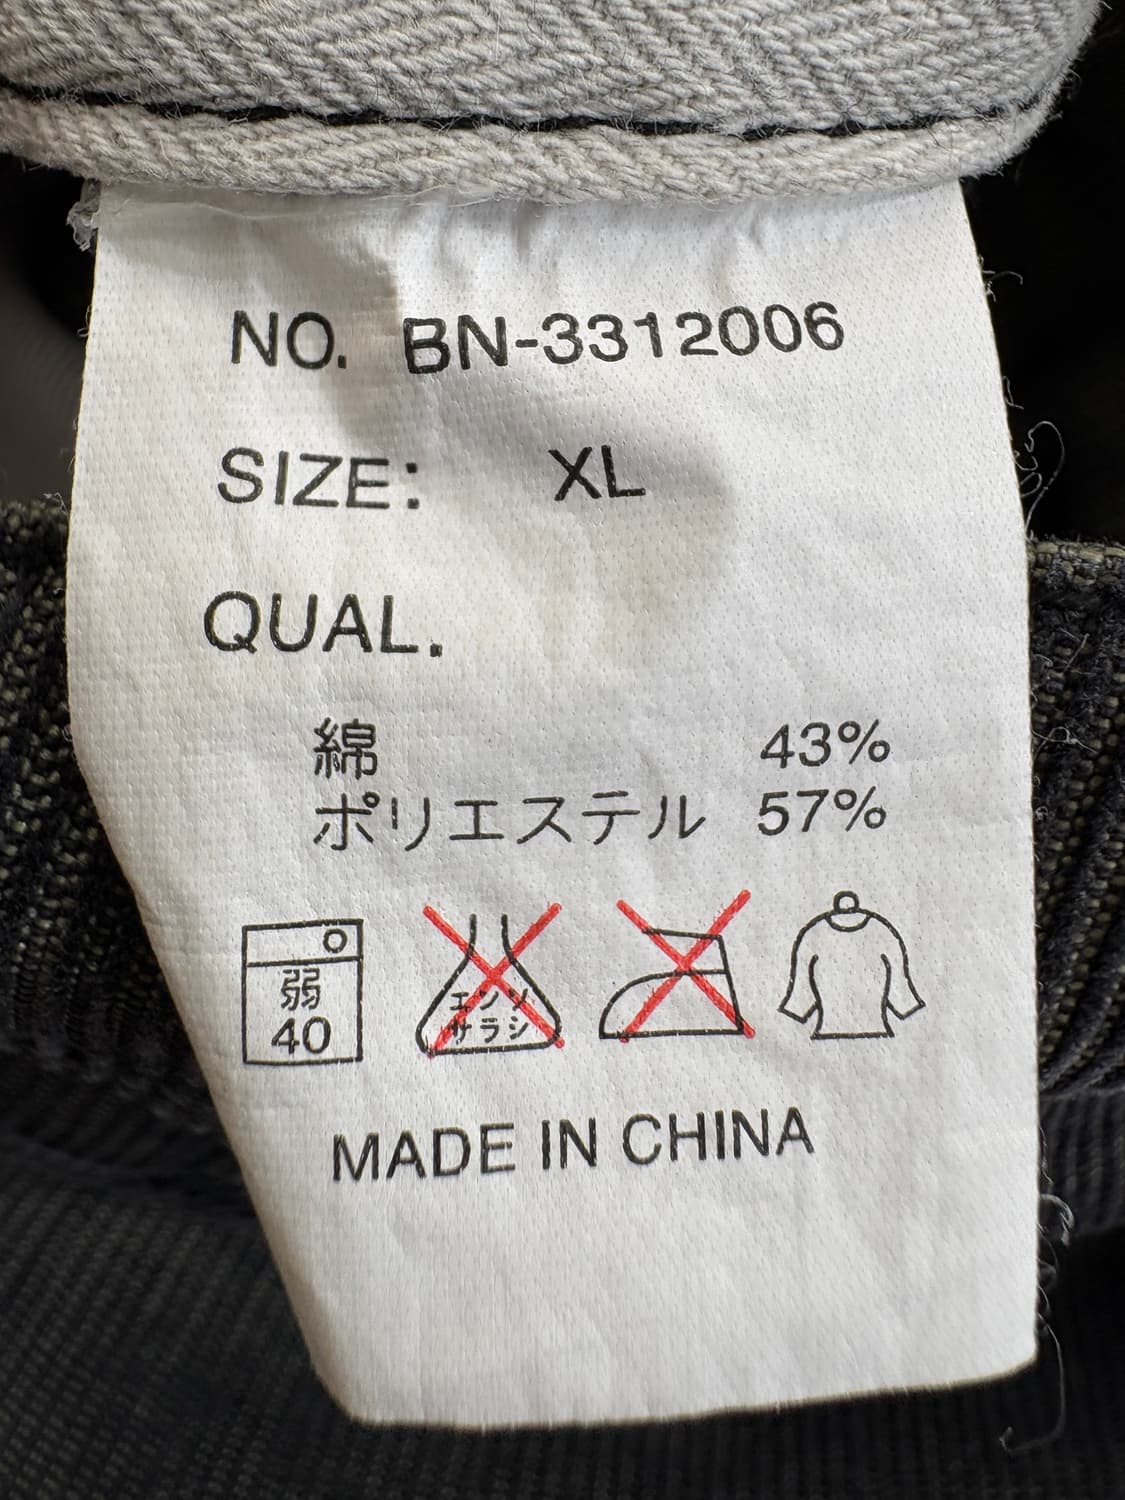 NO. BN-3312006
SIZE: XL
QUAL.
綿 43%
ポリエステル 57%
弱
40
エンソ
サラシ
MADE IN CHINA